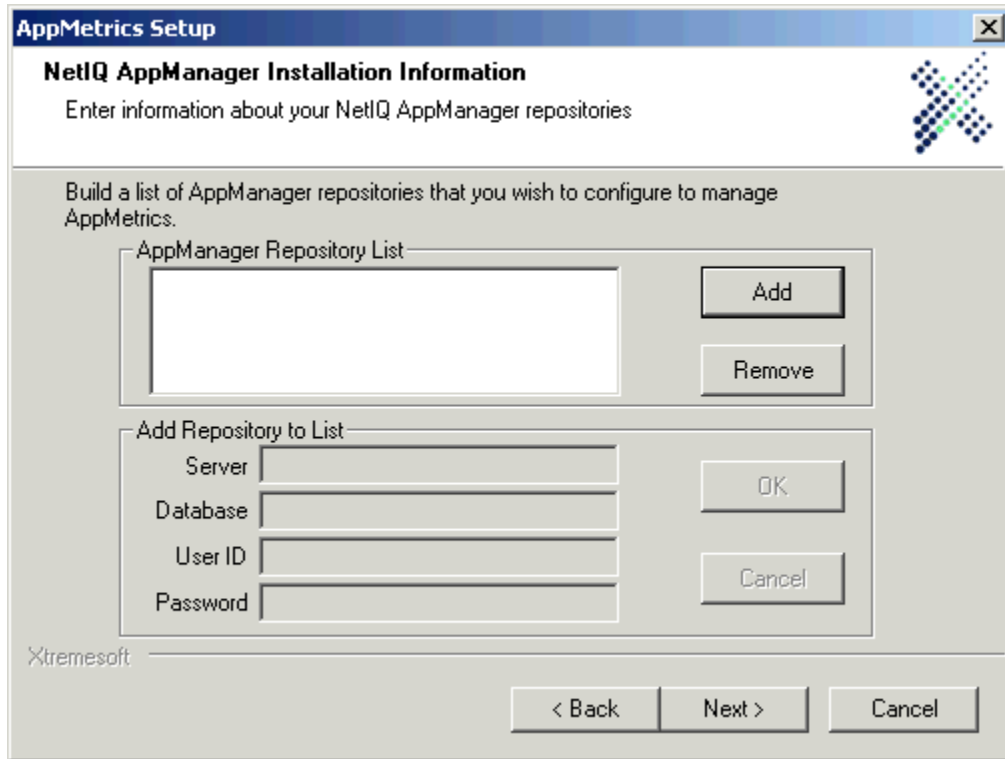 AppMetrics Setup
NetIQ AppManager Installation Information
Enter information about your NetIQ AppManager repositories
Build a list of AppManager repositories that you wish to configure to manage
AppMetrics.
AppManager Repository List
Add
Remove
Add Repository to List
Server
OK
Database
User ID
Cancel
Password
Xtremesoft
< Back
Next >
Cancel